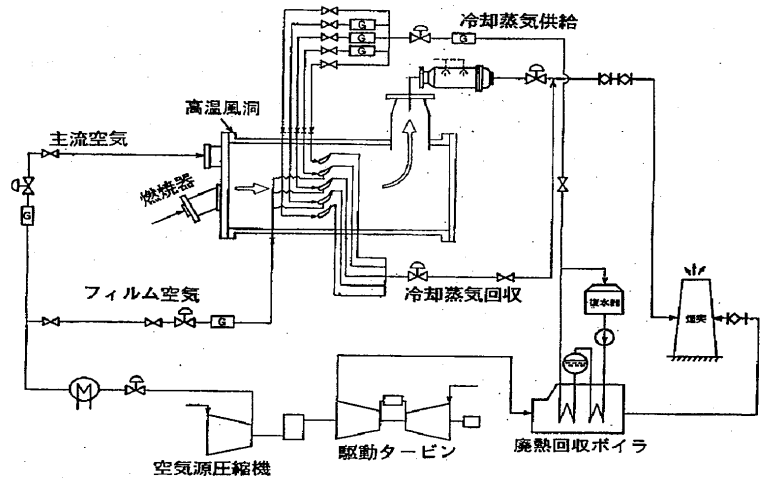 冷却蒸気供給
G
G
G
G
高温風洞
主流空気
燃焼器
G
フィルム空気
G
冷却蒸気回収
復水器
煙突
M
空気源圧縮機
駆動タービン
廃熱回収ボイラ